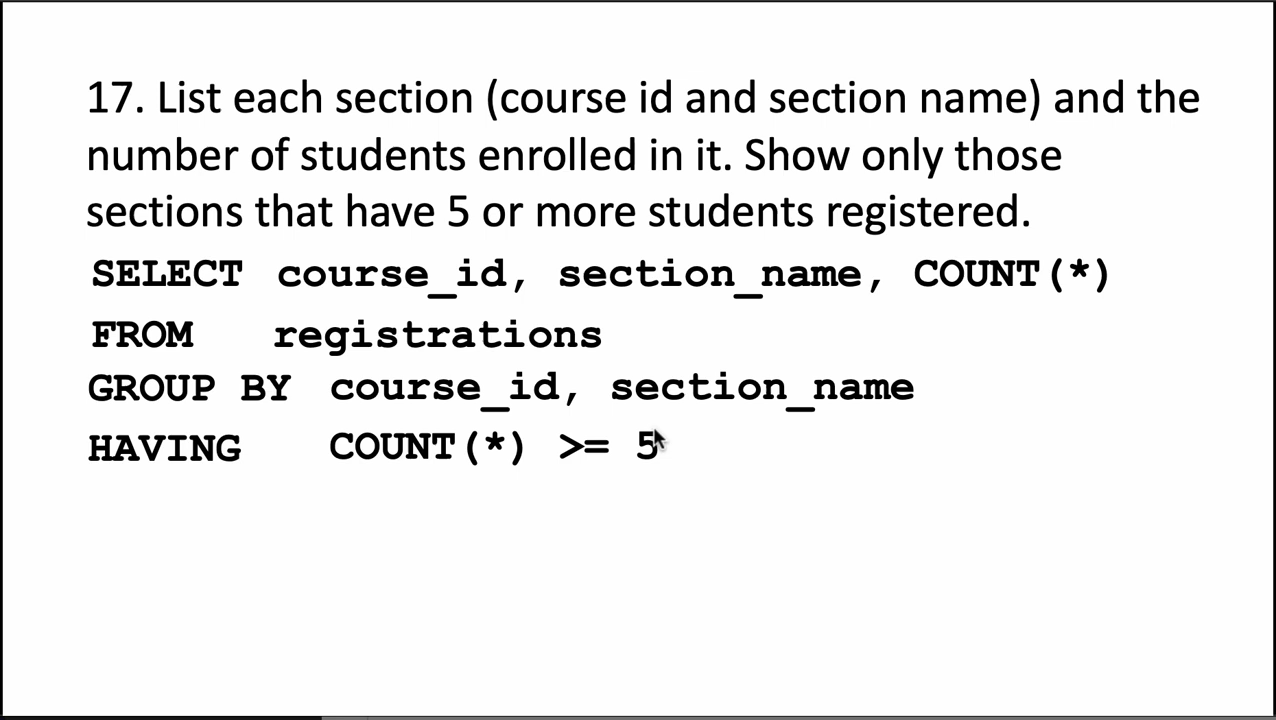 17. List each section (course id and section name) and the
number of students enrolled in it. Show only those
sections that have 5 or more students registered.
SELECT course_id, section_name, COUNT(*)
FROM registrations
GROUP BY course_id, section_name
HAVING COUNT(*) >= 5